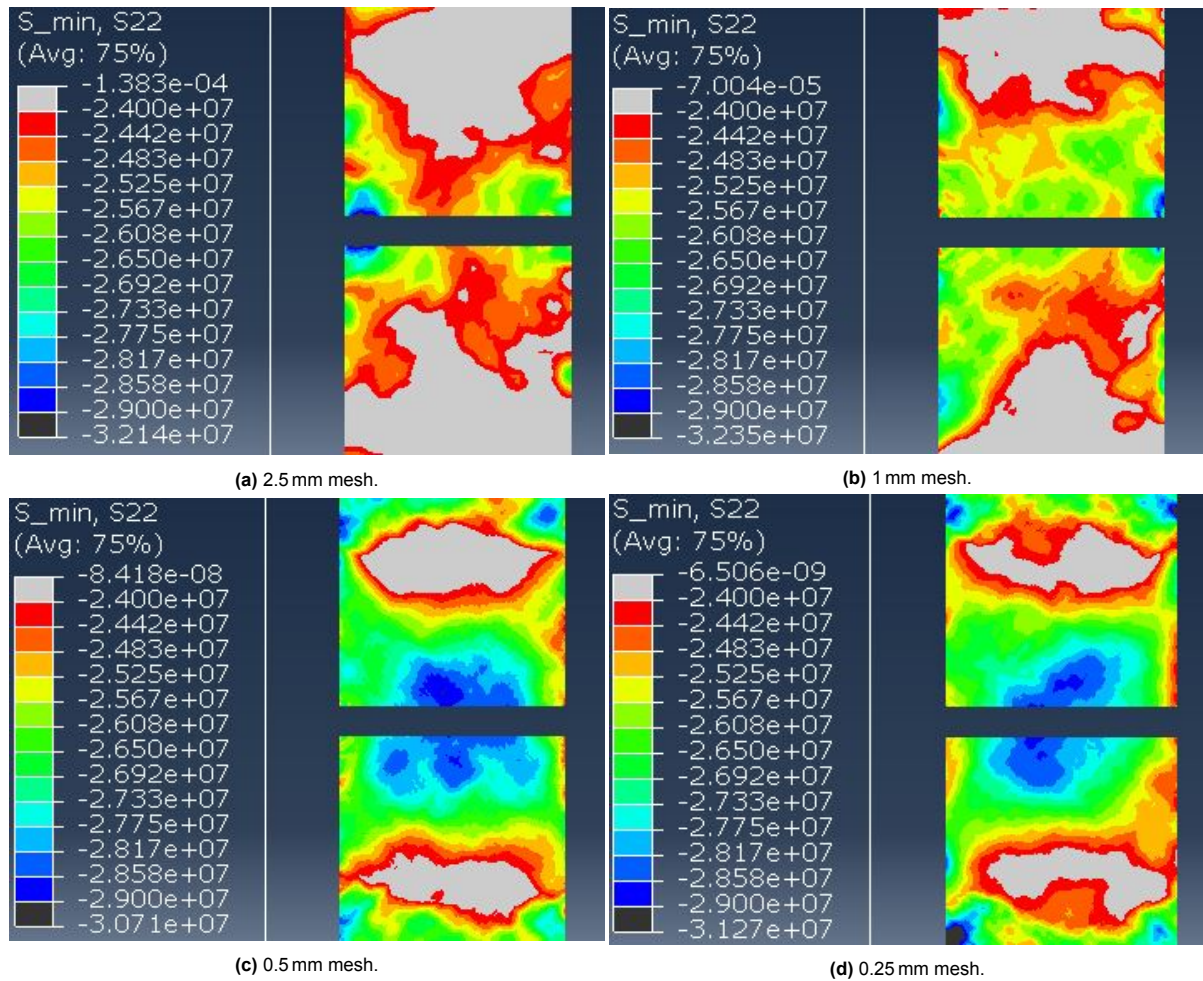 S_min, S22
(Avg: 75%)
-1.383e-04
-2.400e+07
-2.442e+07
-2.483e+07
-2.525e+07
-2.567e+07
-2.608e+07
-2.650e+07
-2.692e+07
-2.733e+07
-2.775e+07
-2.817e+07
-2.858e+07
-2.900e+07
-3.214e+07
(a) 2.5 mm mesh.
S_min, S22
(Avg: 75%)
-7.004e-05
-2.400e+07
-2.442e+07
-2.483e+07
-2.525e+07
-2.567e+07
-2.608e+07
-2.650e+07
-2.692e+07
-2.733e+07
-2.775e+07
-2.817e+07
-2.858e+07
-2.900e+07
-3.235e+07
(b) 1 mm mesh.
S_min, S22
(Avg: 75%)
-8.418e-08
-2.400e+07
-2.442e+07
-2.483e+07
-2.525e+07
-2.567e+07
-2.608e+07
-2.650e+07
-2.692e+07
-2.733e+07
-2.775e+07
-2.817e+07
-2.858e+07
-2.900e+07
-3.071e+07
(c) 0.5 mm mesh.
S_min, S22
(Avg: 75%)
-6.506e-09
-2.400e+07
-2.442e+07
-2.483e+07
-2.525e+07
-2.567e+07
-2.608e+07
-2.650e+07
-2.692e+07
-2.733e+07
-2.775e+07
-2.817e+07
-2.858e+07
-2.900e+07
-3.127e+07
(d) 0.25 mm mesh.